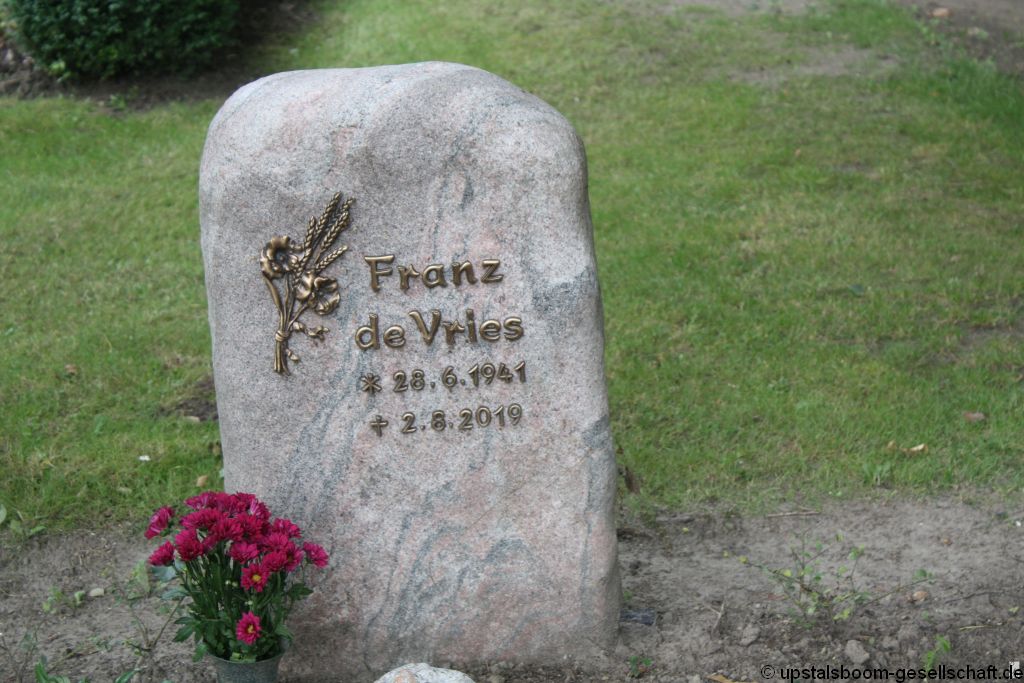 Franz
de Vries
* 28.6.1941
† 2.8.2019
© upstalsboom-gesellschaft.de